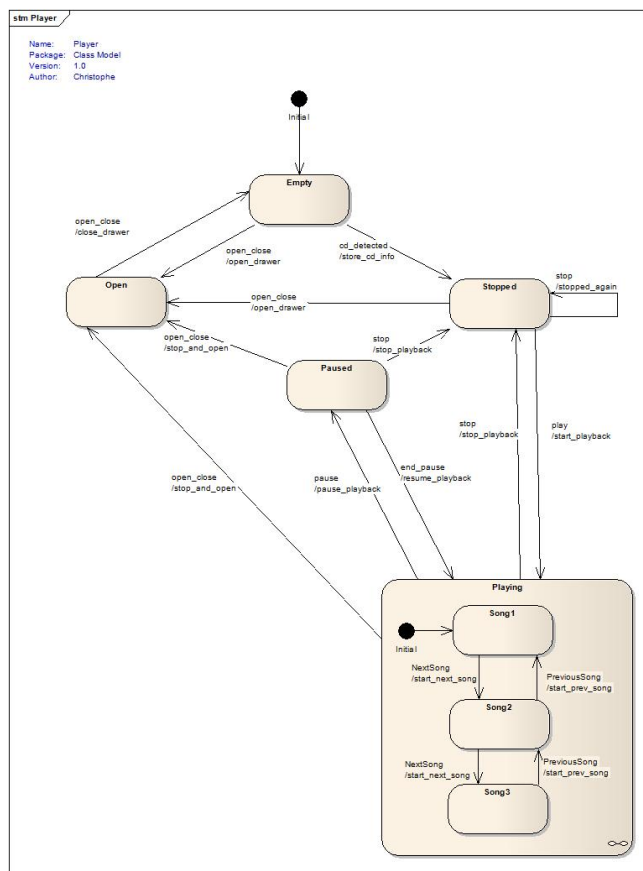 stm Player
Name: Player
Package: Class Model
Version: 1.0
Author: Christophe
Initial
Empty
open_close
/close_drawer
open_close
/open_drawer
cd_detected
/store_cd_info
Open
Stopped
stop
/stopped_again
open_close
/open_drawer
open_close
/stop_and_open
stop
/stop_playback
Paused
stop
/stop_playback
play
/start_playback
open_close
/stop_and_open
pause
/pause_playback
end_pause
/resume_playback
Playing
Song1
Initial
NextSong
/start_next_song
PreviousSong
/start_prev_song
Song2
NextSong
/start_next_song
PreviousSong
/start_prev_song
Song3